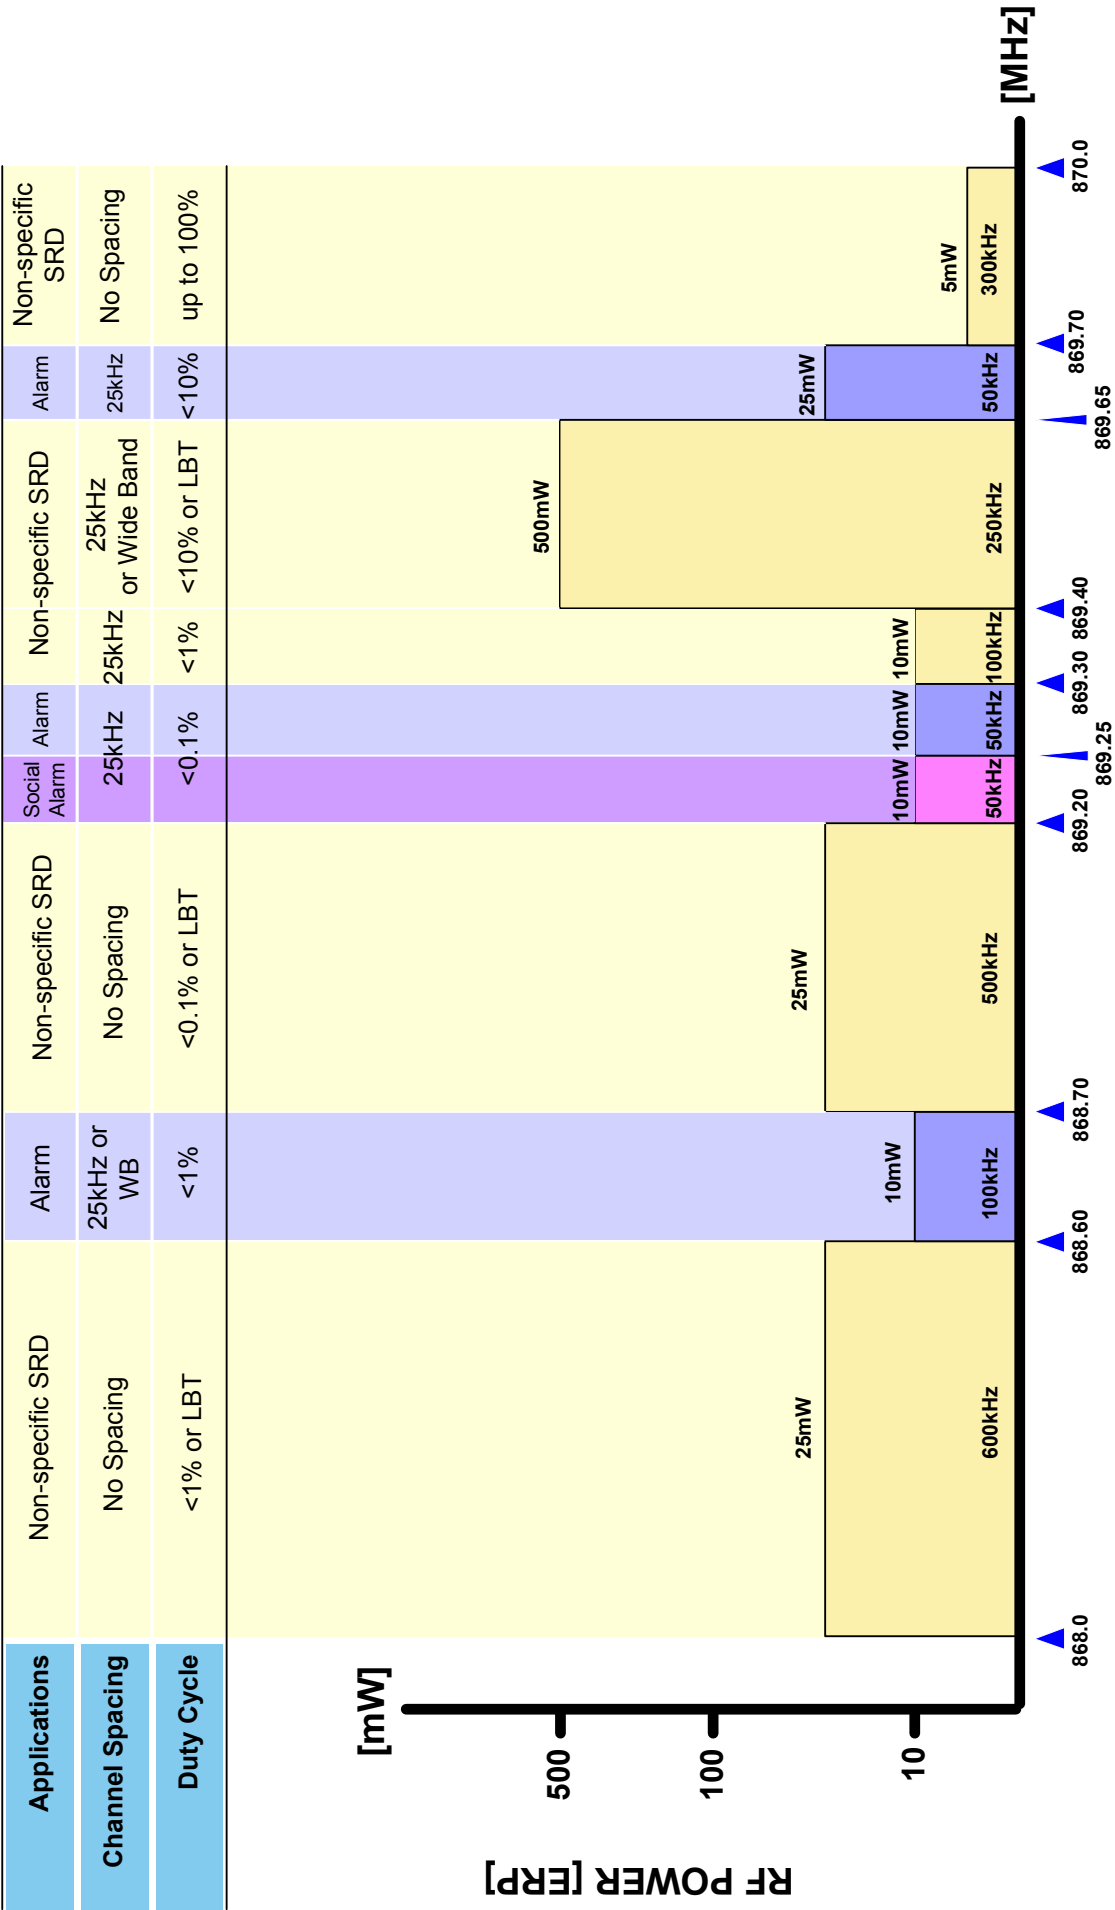 Applications
Non-specific SRD
Alarm
Non-specific SRD
Social
Alarm
Alarm
Non-specific SRD
Alarm
Non-specific
SRD
Channel Spacing
No Spacing
25kHz or
WB
No Spacing
25kHz
25kHz
25kHz
or Wide Band
25kHz
No Spacing
Duty Cycle
<1% or LBT
<1%
<0.1% or LBT
<0.1%
<1%
<10% or LBT
<10%
up to 100%
[mW]
500
100
10
RF POWER [ERP]
25mW
10mW
25mW
10mW
10mW
10mW
500mW
25mW
5mW
600kHz
100kHz
500kHz
50kHz
50kHz
100kHz
250kHz
50kHz
300kHz
[MHz]
868.0
868.60
868.70
869.20
869.25
869.30
869.40
869.65
869.70
870.0